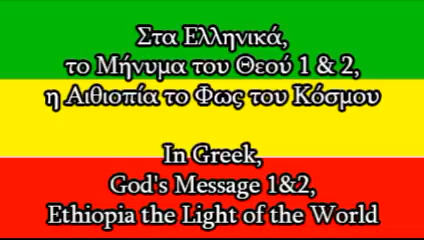 Στα Ελληνικά,
το Μήνυμα του Θεού 1 & 2,
η Αιθιοπία το Φως του Κόσμου
In Greek,
God's Message 1&2,
Ethiopia the Light of the World